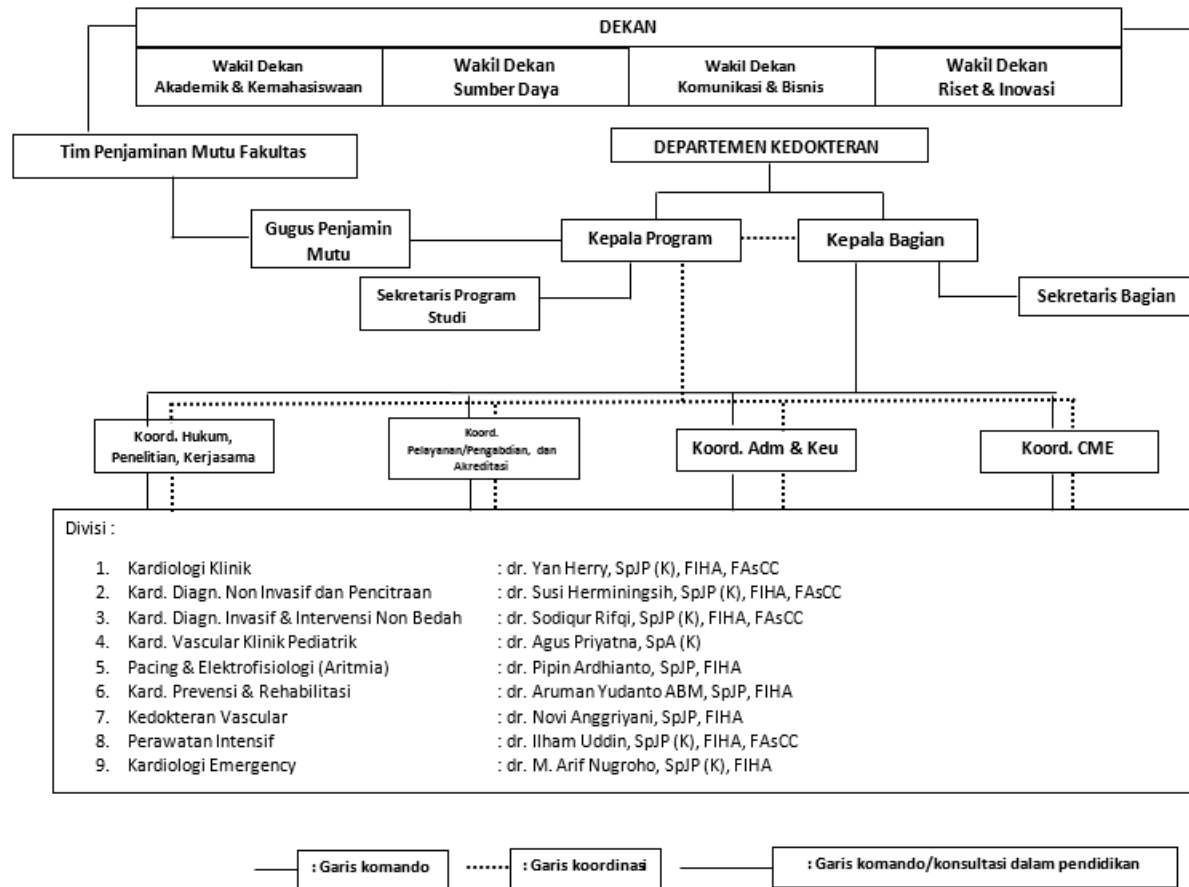 DEKAN
Wakil Dekan
Akademik & Kemahasiswaan
Wakil Dekan
Sumber Daya
Wakil Dekan
Komunikasi & Bisnis
Wakil Dekan
Riset & Inovasi
Tim Penjaminan Mutu Fakultas
DEPARTEMEN KEDOKTERAN
Gugus Penjamin
Mutu
Kepala Program
Kepala Bagian
Sekretaris Program
Studi
Sekretaris Bagian
Koord. Hukum,
Penelitian, Kerjasama
Koord.
Pelayanan/Pengabdian, dan
Akreditasi
Koord. Adm & Keu
Koord. CME
Divisi :
1. Kardiologi Klinik : dr. Yan Herry, SpJP (K), FIHA, FAsCC
2. Kard. Diagn. Non Invasif dan Pencitraan : dr. Susi Herminingsih, SpJP (K), FIHA, FAsCC
3. Kard. Diagn. Invasif & Intervensi Non Bedah : dr. Sodiqur Rifqi, SpJP (K), FIHA, FAsCC
4. Kard. Vascular Klinik Pediatrik : dr. Agus Priyatna, SpA (K)
5. Pacing & Elektrofisiologi (Aritmia) : dr. Pipin Ardhianto, SpJP, FIHA
6. Kard. Prevensi & Rehabilitasi : dr. Aruman Yudanto ABM, SpJP, FIHA
7. Kedokteran Vascular : dr. Novi Anggriyani, SpJP, FIHA
8. Perawatan Intensif : dr. Ilham Uddin, SpJP (K), FIHA, FAsCC
9. Kardiologi Emergency : dr. M. Arif Nugroho, SpJP (K), FIHA
: Garis komando
: Garis koordinasi
: Garis komando/konsultasi dalam pendidikan